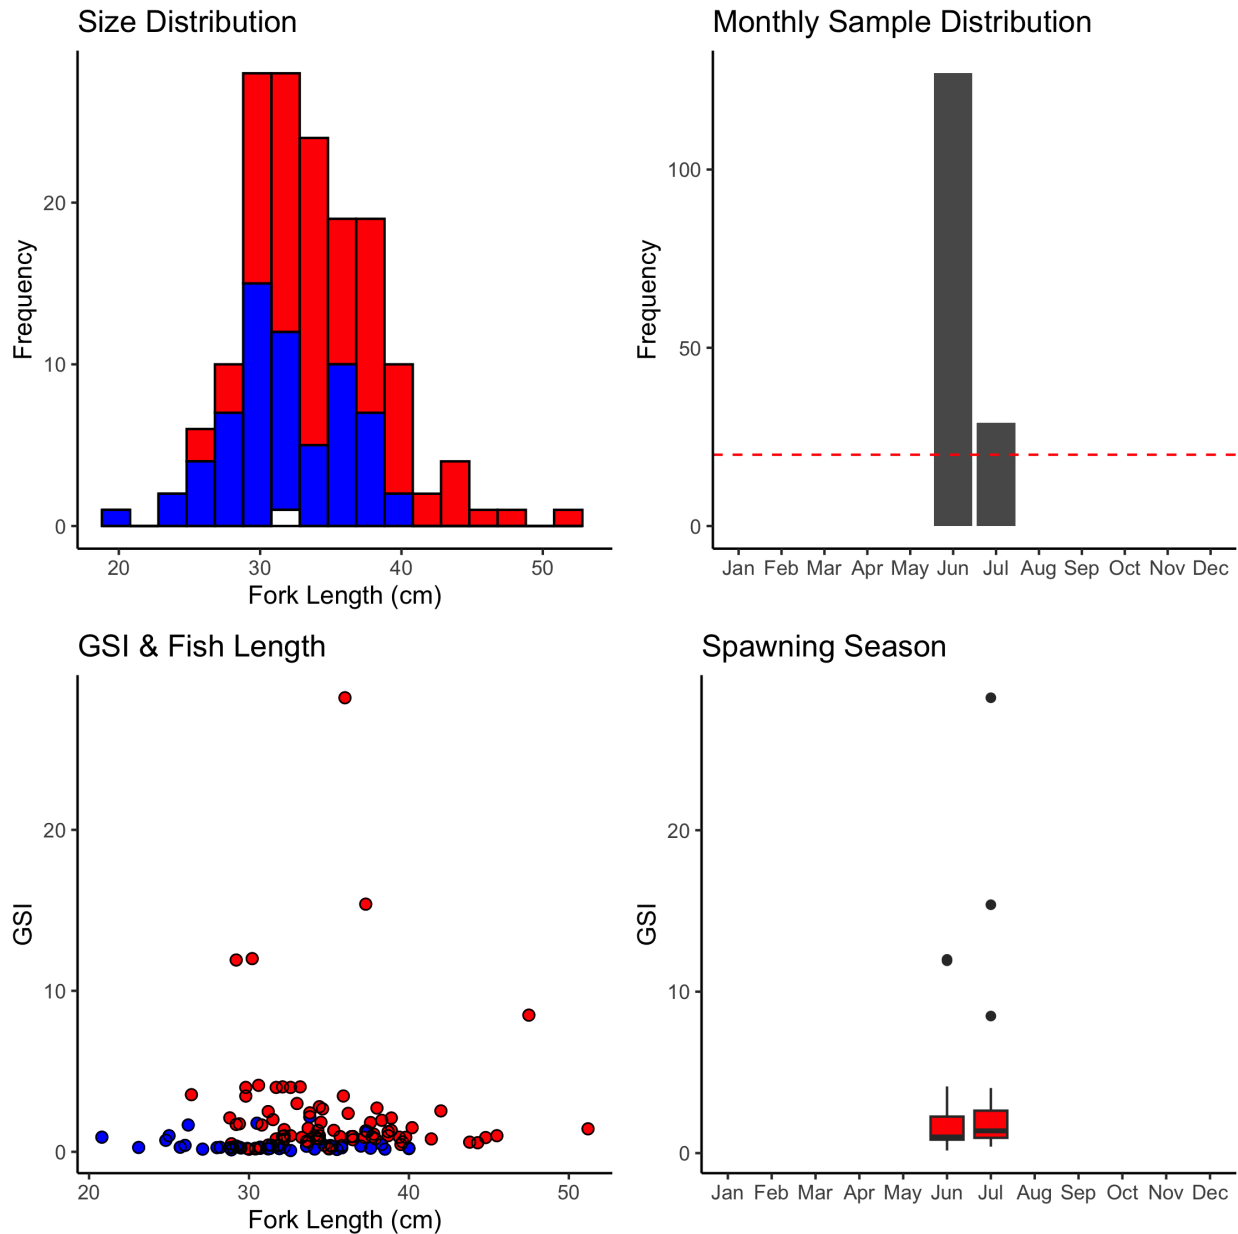 Size Distribution
Frequency
20
10
0
20 30 40 50
Fork Length (cm)
Monthly Sample Distribution
Frequency
100
50
0
Jan Feb Mar Apr May Jun Jul Aug Sep Oct Nov Dec
GSI & Fish Length
GSI
20
10
0
20 30 40 50
Fork Length (cm)
Spawning Season
GSI
20
10
0
Jan Feb Mar Apr May Jun Jul Aug Sep Oct Nov Dec